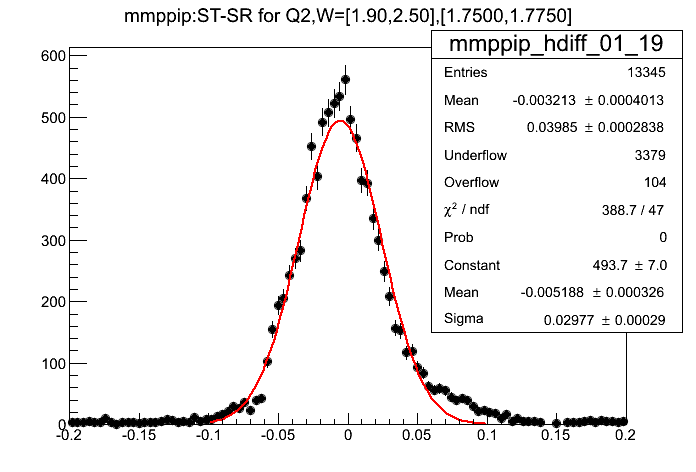 mmppip:ST-SR for Q2,W=[1.90,2.50],[1.7500,1.7750]
mmppip_hdiff_01_19
Entries 13345
Mean -0.003213 ± 0.0004013
RMS 0.03985 ± 0.0002838
Underflow 3379
Overflow 104
χ² / ndf 388.7 / 47
Prob 0
Constant 493.7 ± 7.0
Mean -0.005188 ± 0.000326
Sigma 0.02977 ± 0.00029
600
500
400
300
200
100
0
-0.2 -0.15 -0.1 -0.05 0 0.05 0.1 0.15 0.2